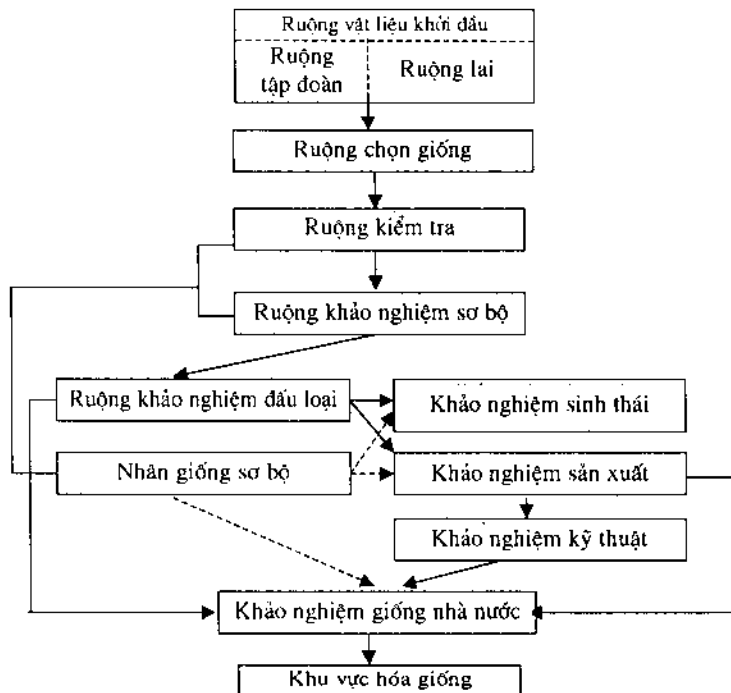 Ruộng vật liệu khởi đầu
Ruộng
tập đoàn
Ruộng lai
Ruộng chọn giống
Ruộng kiểm tra
Ruộng khảo nghiệm sơ bộ
Ruộng khảo nghiệm đấu loại
Khảo nghiệm sinh thái
Nhân giống sơ bộ
Khảo nghiệm sản xuất
Khảo nghiệm kỹ thuật
Khảo nghiệm giống nhà nước
Khu vực hóa giống